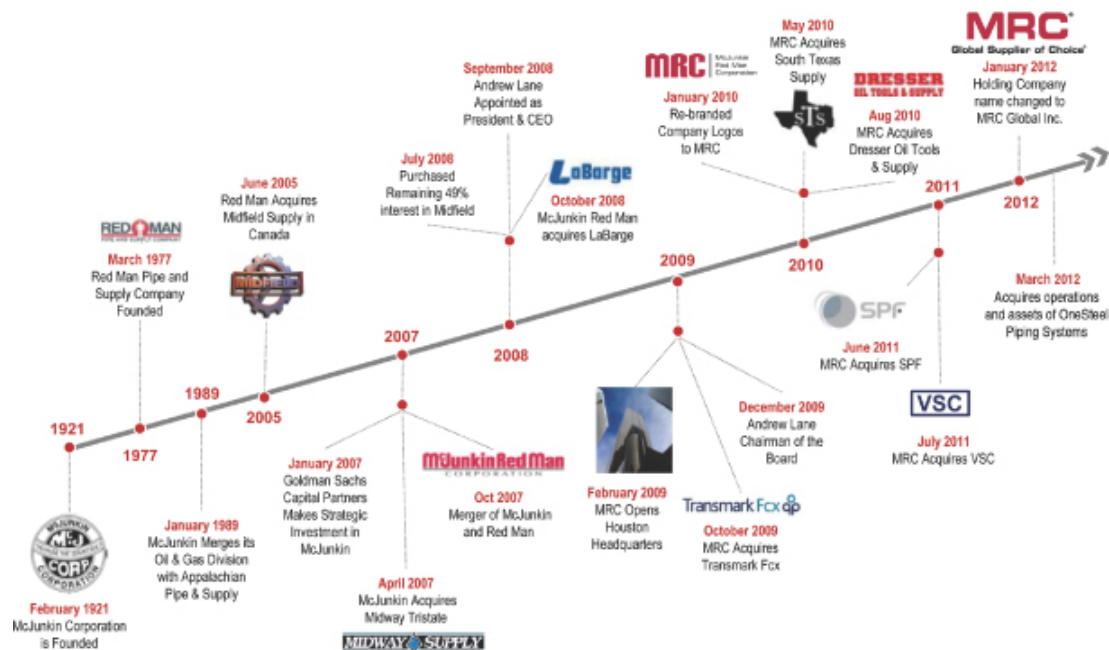 1921
McJUNKIN
McJ
CORP
CORPORATION
February 1921
McJunkin Corporation
is Founded
RED MAN
PIPE AND SUPPLY COMPANY
March 1977
Red Man Pipe and
Supply Company
Founded
1977
1989
January 1989
McJunkin Merges its
Oil & Gas Division
with Appalachian
Pipe & Supply
June 2005
Red Man Acquires
Midfield Supply in
Canada
MIDFIELD
2005
2007
January 2007
Goldman Sachs
Capital Partners
Makes Strategic
Investment in
McJunkin
April 2007
McJunkin Acquires
Midway Tristate
MIDWAY SUPPLY
McJunkin Red Man
CORPORATION
Oct 2007
Merger of McJunkin
and Red Man
July 2008
Purchased
Remaining 49%
interest in Midfield
September 2008
Andrew Lane
Appointed as
President & CEO
LaBarge
October 2008
McJunkin Red Man
acquires LaBarge
2008
2009
February 2009
MRC Opens
Houston
Headquarters
Transmark Fcx
October 2009
MRC Acquires
Transmark Fcx
December 2009
Andrew Lane
Chairman of the
Board
MRC
McJunkin
Red Man
Corporation
January 2010
Re-branded
Company Logos
to MRC
May 2010
MRC Acquires
South Texas
Supply
STS
DRESSER
OIL TOOLS & SUPPLY
Aug 2010
MRC Acquires
Dresser Oil Tools
& Supply
2010
2011
SPF
June 2011
MRC Acquires SPF
VSC
July 2011
MRC Acquires VSC
MRC®
Global Supplier of Choice®
January 2012
Holding Company
name changed to
MRC Global Inc.
2012
March 2012
Acquires operations
and assets of OneSteel
Piping Systems